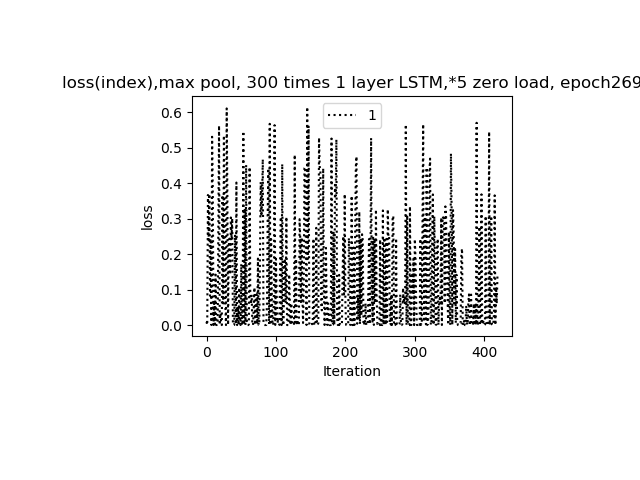 loss(index),max pool, 300 times 1 layer LSTM,*5 zero load, epoch269
1
0.6
0.5
0.4
0.3
0.2
0.1
0.0
loss
0 100 200 300 400
Iteration